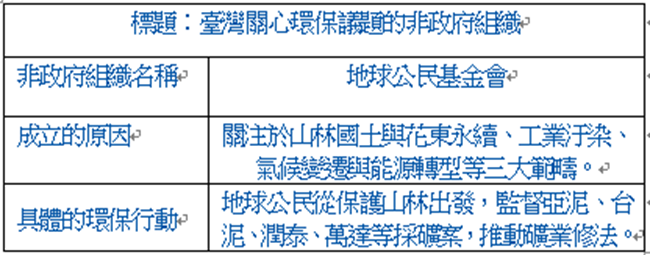 標題：臺灣關心環保議題的非政府組織
非政府組織名稱 地球公民基金會
成立的原因 關注於山林國土與花東永續、工業汙染、
氣候變遷與能源轉型等三大範疇。
具體的環保行動 地球公民從保護山林出發，監督亞泥、台
泥、潤泰、萬達等採礦案，推動礦業修法。